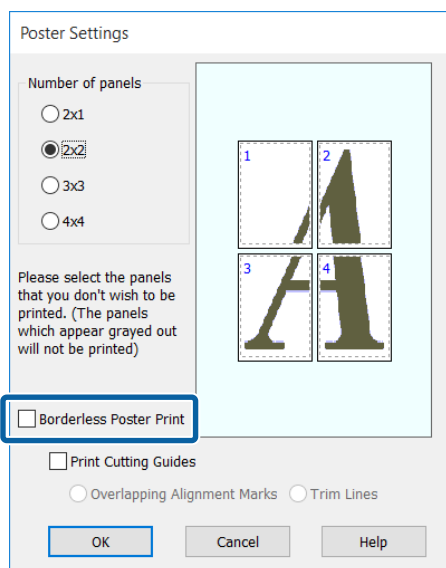 Poster Settings
Number of panels
2x1
2x2
3x3
4x4
1
2
3
4
A
Please select the panels
that you don't wish to be
printed. (The panels
which appear grayed out
will not be printed)
Borderless Poster Print
Print Cutting Guides
Overlapping Alignment Marks Trim Lines
OK Cancel Help